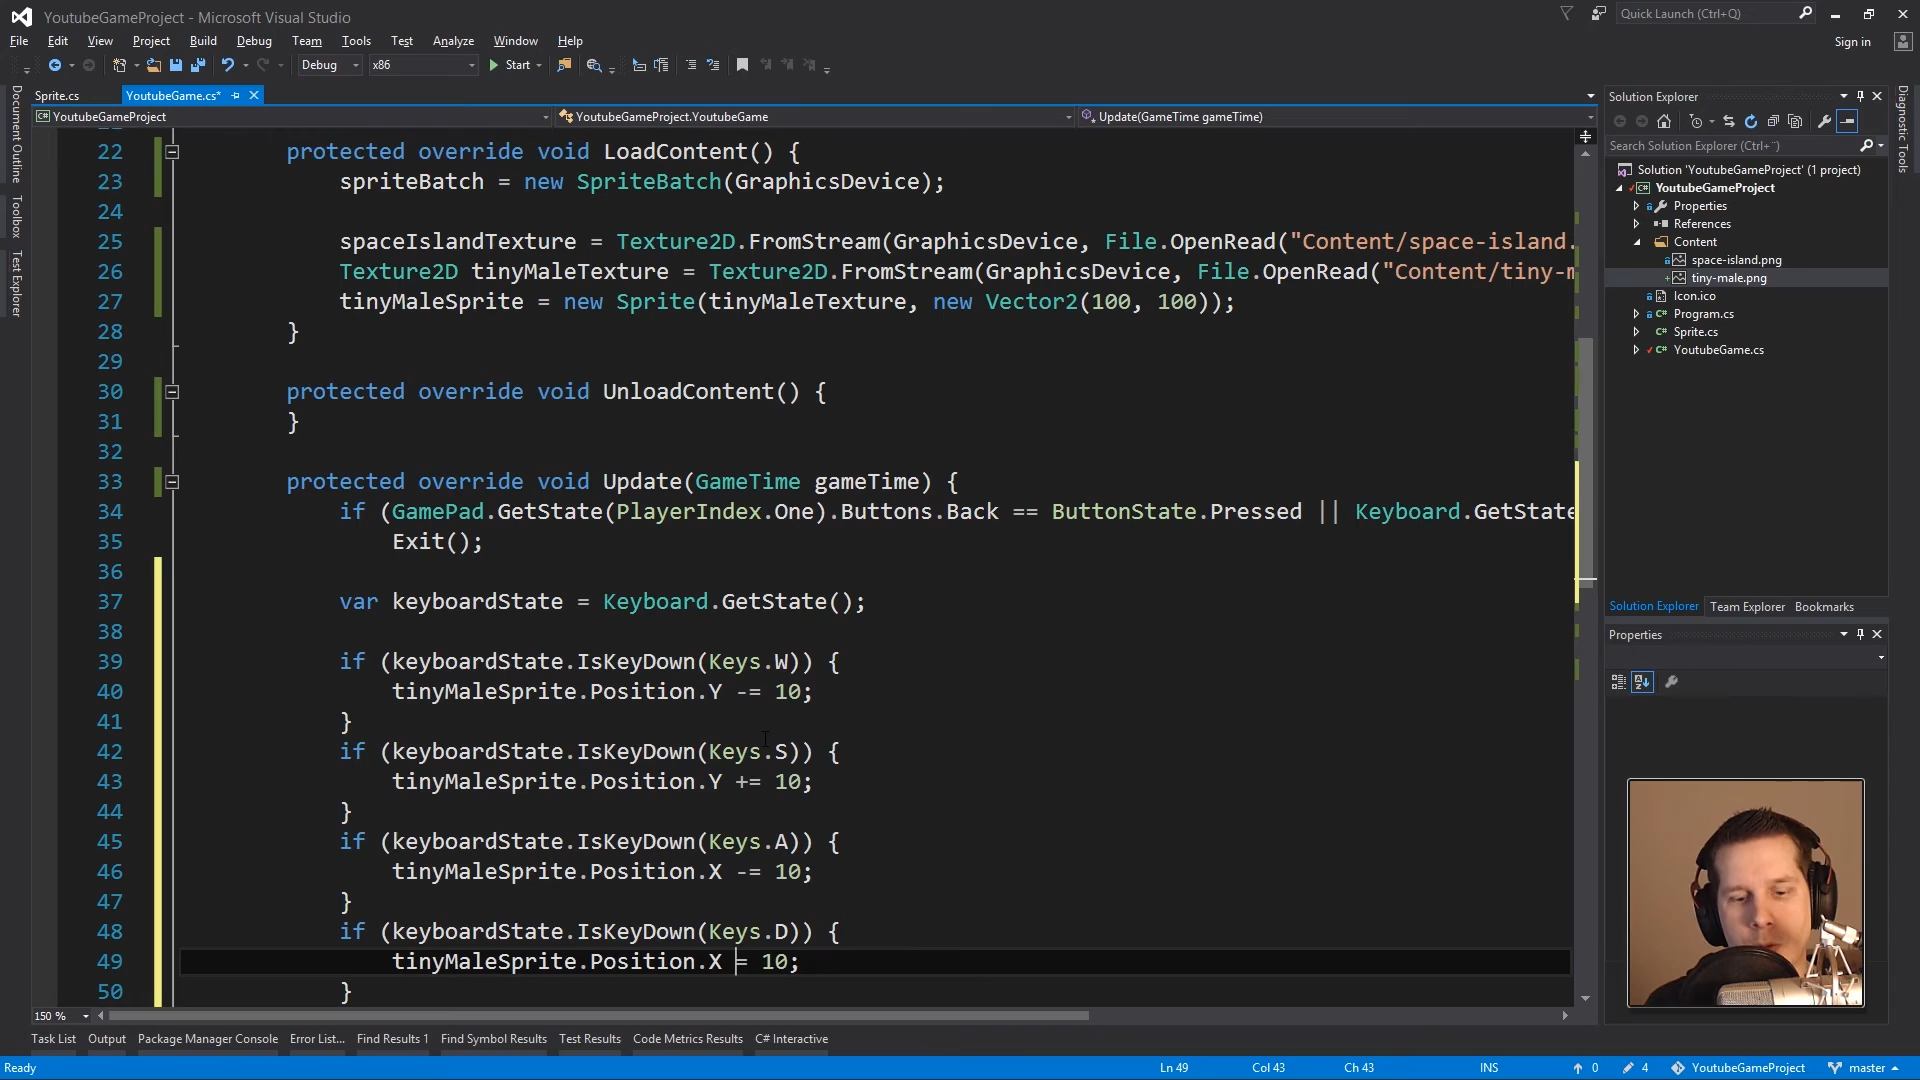 YoutubeGameProject - Microsoft Visual Studio
Quick Launch (Ctrl+Q)
File Edit View Project Build Debug Team Tools Test Analyze Window Help
Sign in
Debug x86 Start
Sprite.cs YoutubeGame.cs*
YoutubeGameProject YoutubeGameProject.YoutubeGame Update(GameTime gameTime)
Document Outline
Toolbox
Test Explorer
22 protected override void LoadContent() {
23 spriteBatch = new SpriteBatch(GraphicsDevice);
24
25 spaceIslandTexture = Texture2D.FromStream(GraphicsDevice, File.OpenRead("Content/space-island.
26 Texture2D tinyMaleTexture = Texture2D.FromStream(GraphicsDevice, File.OpenRead("Content/tiny-m
27 tinyMaleSprite = new Sprite(tinyMaleTexture, new Vector2(100, 100));
28 }
29
30 protected override void UnloadContent() {
31 }
32
33 protected override void Update(GameTime gameTime) {
34 if (GamePad.GetState(PlayerIndex.One).Buttons.Back == ButtonState.Pressed || Keyboard.GetState
35 Exit();
36
37 var keyboardState = Keyboard.GetState();
38
39 if (keyboardState.IsKeyDown(Keys.W)) {
40 tinyMaleSprite.Position.Y -= 10;
41 }
42 if (keyboardState.IsKeyDown(Keys.S)) {
43 tinyMaleSprite.Position.Y += 10;
44 }
45 if (keyboardState.IsKeyDown(Keys.A)) {
46 tinyMaleSprite.Position.X -= 10;
47 }
48 if (keyboardState.IsKeyDown(Keys.D)) {
49 tinyMaleSprite.Position.X = 10;
50 }
150 %
Solution Explorer
Search Solution Explorer (Ctrl+¨)
Solution 'YoutubeGameProject' (1 project)
YoutubeGameProject
Properties
References
Content
space-island.png
tiny-male.png
Icon.ico
Program.cs
Sprite.cs
YoutubeGame.cs
Solution Explorer Team Explorer Bookmarks
Properties
Diagnostic Tools
Task List Output Package Manager Console Error List... Find Results 1 Find Symbol Results Test Results Code Metrics Results C# Interactive
Ready Ln 49 Col 43 Ch 43 INS 0 4 YoutubeGameProject master